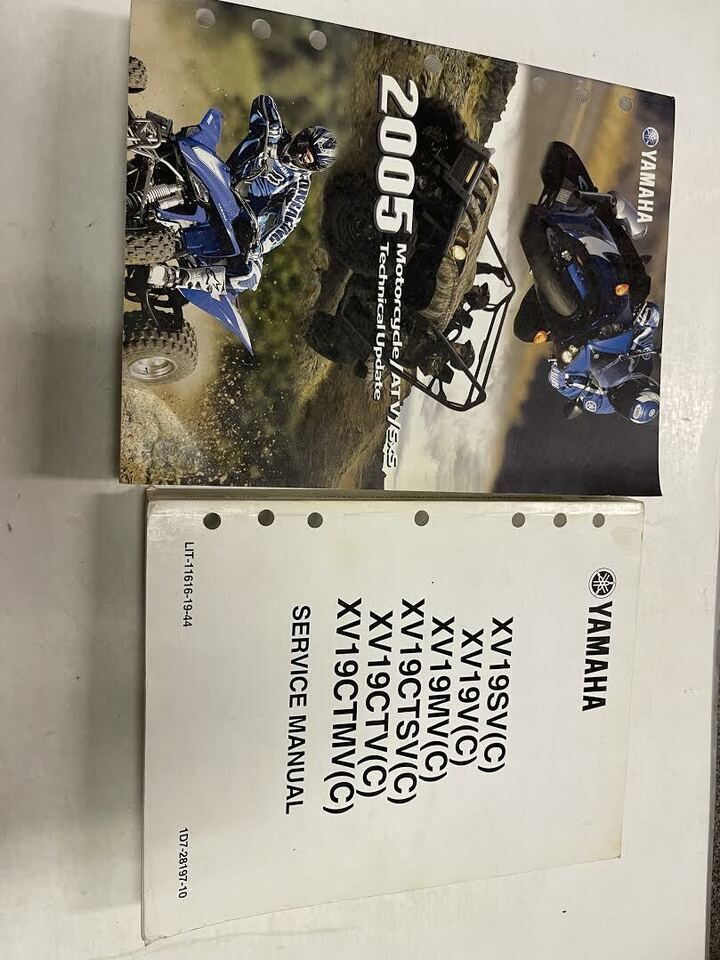 YAMAHA
2005
Motorcycle/ATV/SxS
Technical Update
YAMAHA
XV19SV(C)
XV19V(C)
XV19MV(C)
XV19CTSV(C)
XV19CTV(C)
XV19CTMV(C)
SERVICE MANUAL
LIT-11616-19-44
1D7-28197-10